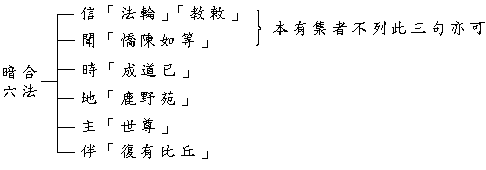 暗合六法
信「法輪」「教敕」
聞「憍陳如等」
本有集者不列此三句亦可
時「成道已」
地「鹿野苑」
主「世尊」
伴「復有比丘」